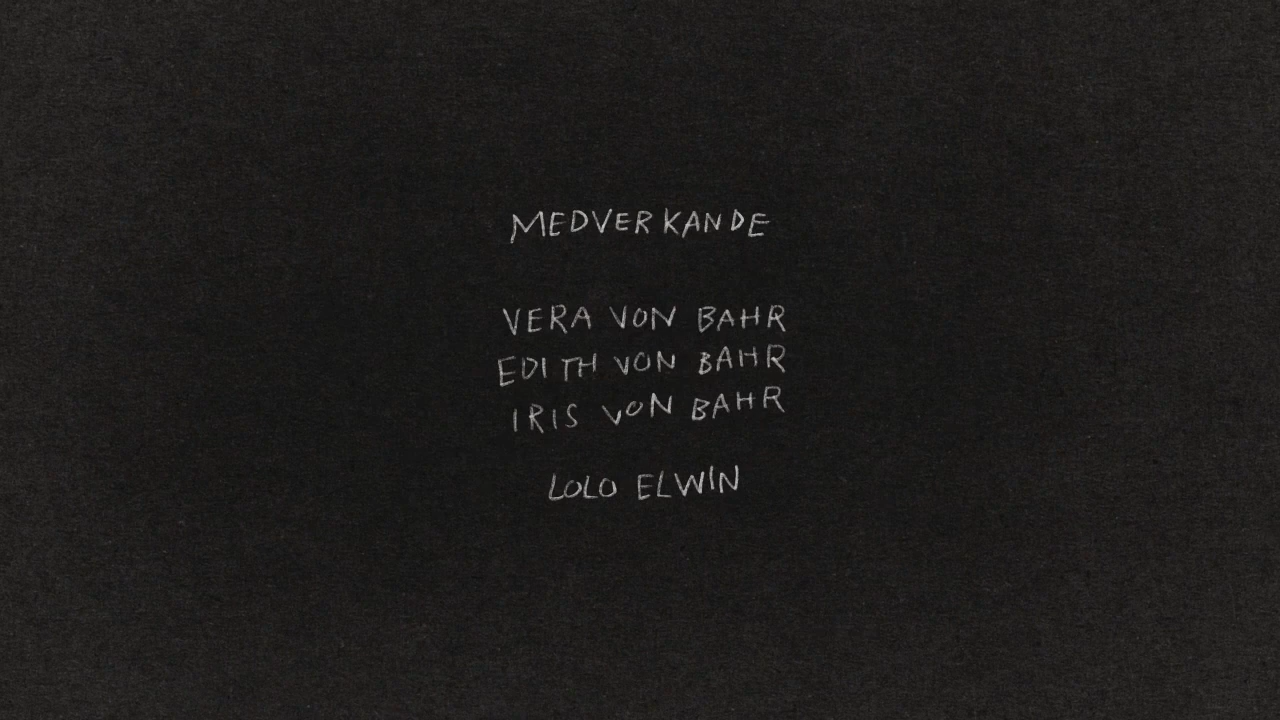 MEDVERKANDE
VERA VON BAHR
EDITH VON BAHR
IRIS VON BAHR
LOLO ELWIN